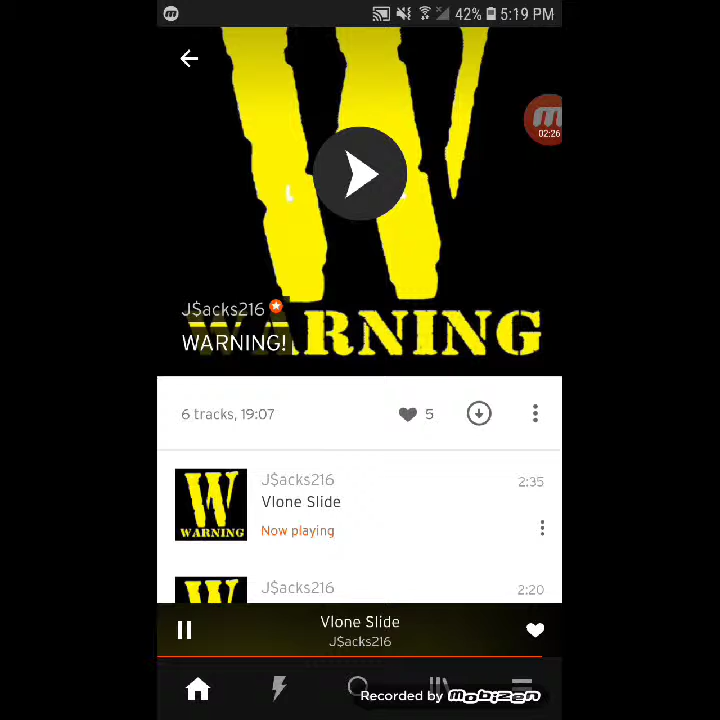 42% 5:19 PM
02:26
J$acks216
WARNING!
WARNING
6 tracks, 19:07
5
J$acks216
2:35
Vlone Slide
Now playing
W
WARNING
J$acks216
2:20
Vlone Slide
J$acks216
Recorded by mobizen